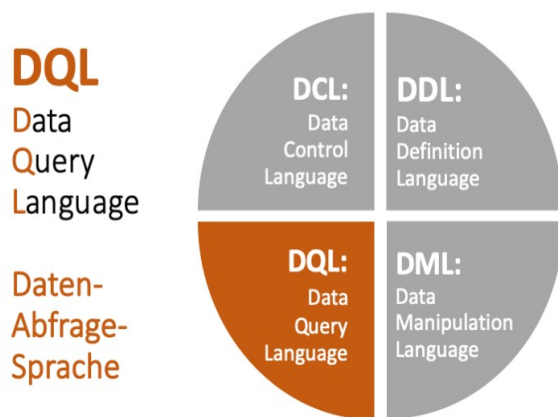 DQL
Data
Query
Language
Daten-
Abfrage-
Sprache
DCL:
Data
Control
Language
DDL:
Data
Definition
Language
DQL:
Data
Query
Language
DML:
Data
Manipulation
Language